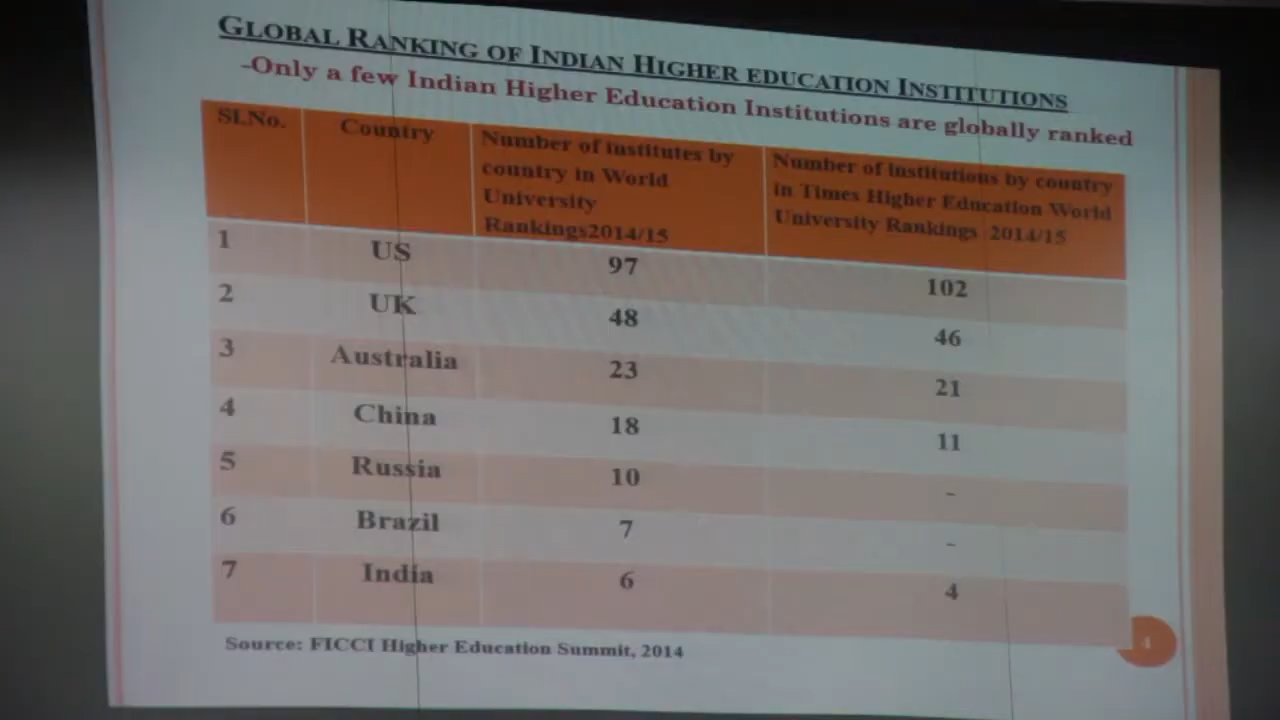 GLOBAL RANKING OF INDIAN HIGHER EDUCATION INSTITUTIONS
-Only a few Indian Higher Education Institutions are globally ranked
Sl.No.
Country
Number of institutes by
country in World
University
Rankings2014/15
Number of institutions by country
in Times Higher Education World
University Rankings 2014/15
1 US 97 102
2 UK 48 46
3 Australia 23 21
4 China 18 11
5 Russia 10 -
6 Brazil 7 -
7 India 6 4
Source: FICCI Higher Education Summit, 2014
4